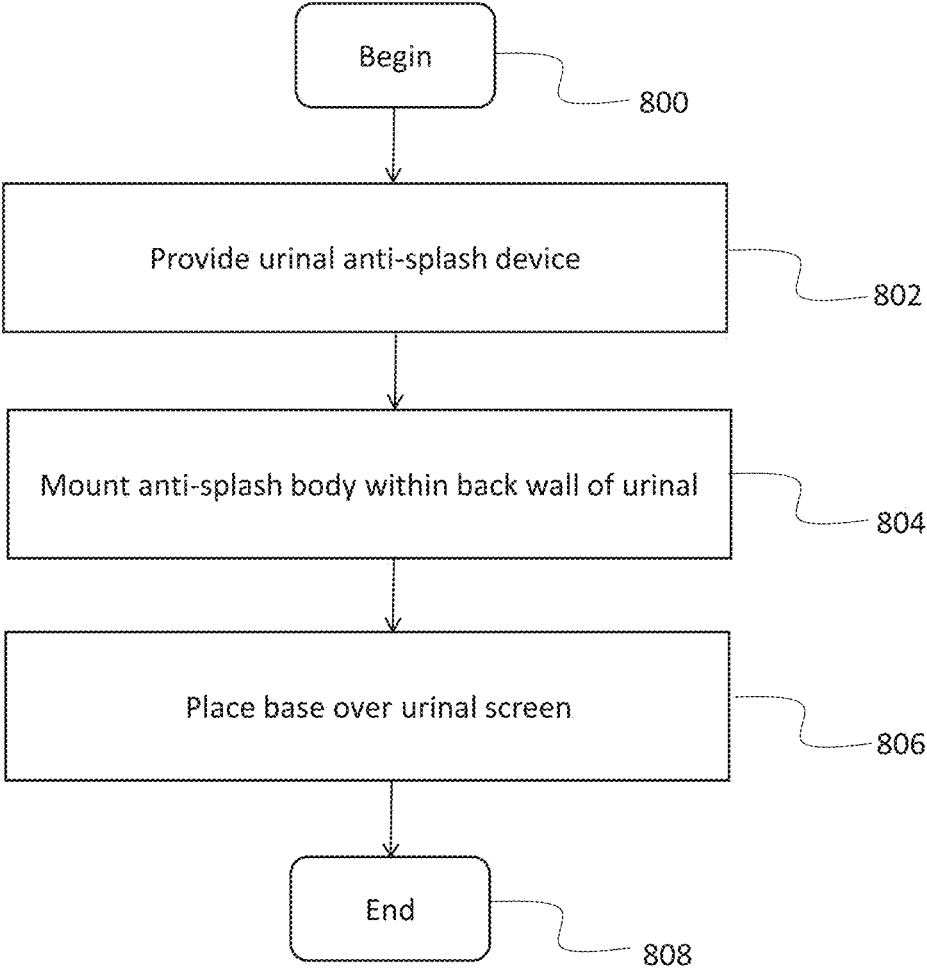 Begin
800
Provide urinal anti-splash device
802
Mount anti-splash body within back wall of urinal
804
Place base over urinal screen
806
End
808